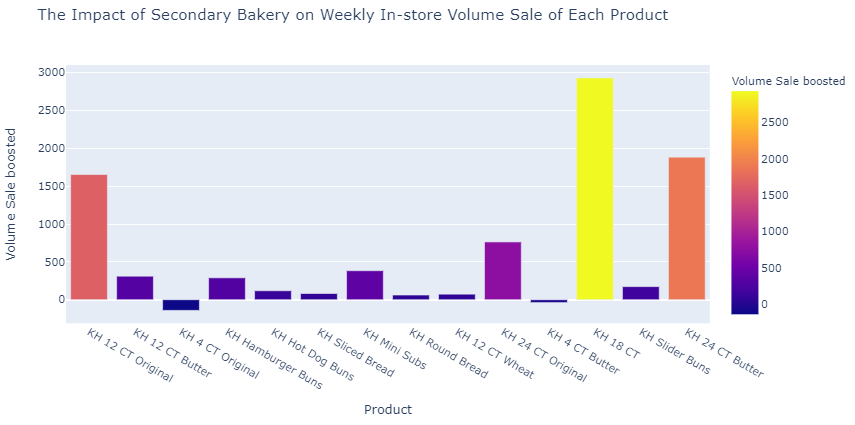 The Impact of Secondary Bakery on Weekly In-store Volume Sale of Each Product
Volume Sale boosted
3000
2500
2000
1500
1000
500
0
KH 12 CT Original
KH 12 CT Butter
KH 4 CT Original
KH Hamburger Buns
KH Hot Dog Buns
KH Sliced Bread
KH Mini Subs
KH Round Bread
KH 12 CT Wheat
KH 24 CT Original
KH 4 CT Butter
KH 18 CT
KH Slider Buns
KH 24 CT Butter
Product
Volume Sale boosted
2500
2000
1500
1000
500
0